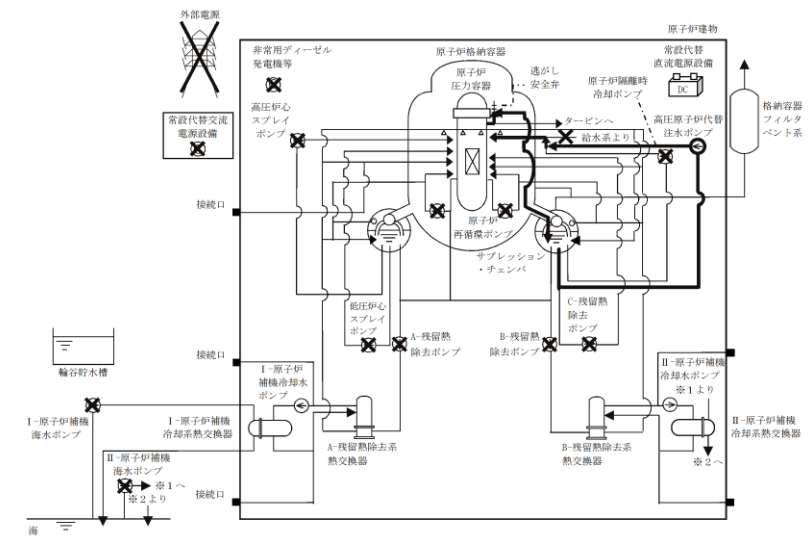 外部電源
原子炉建物
非常用ディーゼル
発電機等
原子炉格納容器
常設代替
直流電源設備
原子炉
圧力容器
逃がし
安全弁
原子炉隔離時
冷却ポンプ
DC
高圧炉心
スプレイ
ポンプ
常設代替交流
電源設備
タービンへ
給水系より
高圧原子炉代替
注水ポンプ
格納容器
フィルタ
ベント系
接続口
原子炉
再循環ポンプ
サプレッション
・チェンバ
低圧炉心
スプレイ
ポンプ
A-残留熱
除去ポンプ
B-残留熱
除去ポンプ
C-残留熱
除去
ポンプ
輪谷貯水槽
接続口
Ⅰ-原子炉
補機冷却水
ポンプ
Ⅱ-原子炉補機
冷却水ポンプ
※1より
Ⅰ-原子炉補機
海水ポンプ
Ⅰ-原子炉補機
冷却系熱交換器
A-残留熱除去系
熱交換器
B-残留熱除去系
熱交換器
Ⅱ-原子炉補機
冷却系熱交換器
※2へ
Ⅱ-原子炉補機
海水ポンプ
※1へ
※2より
接続口
海